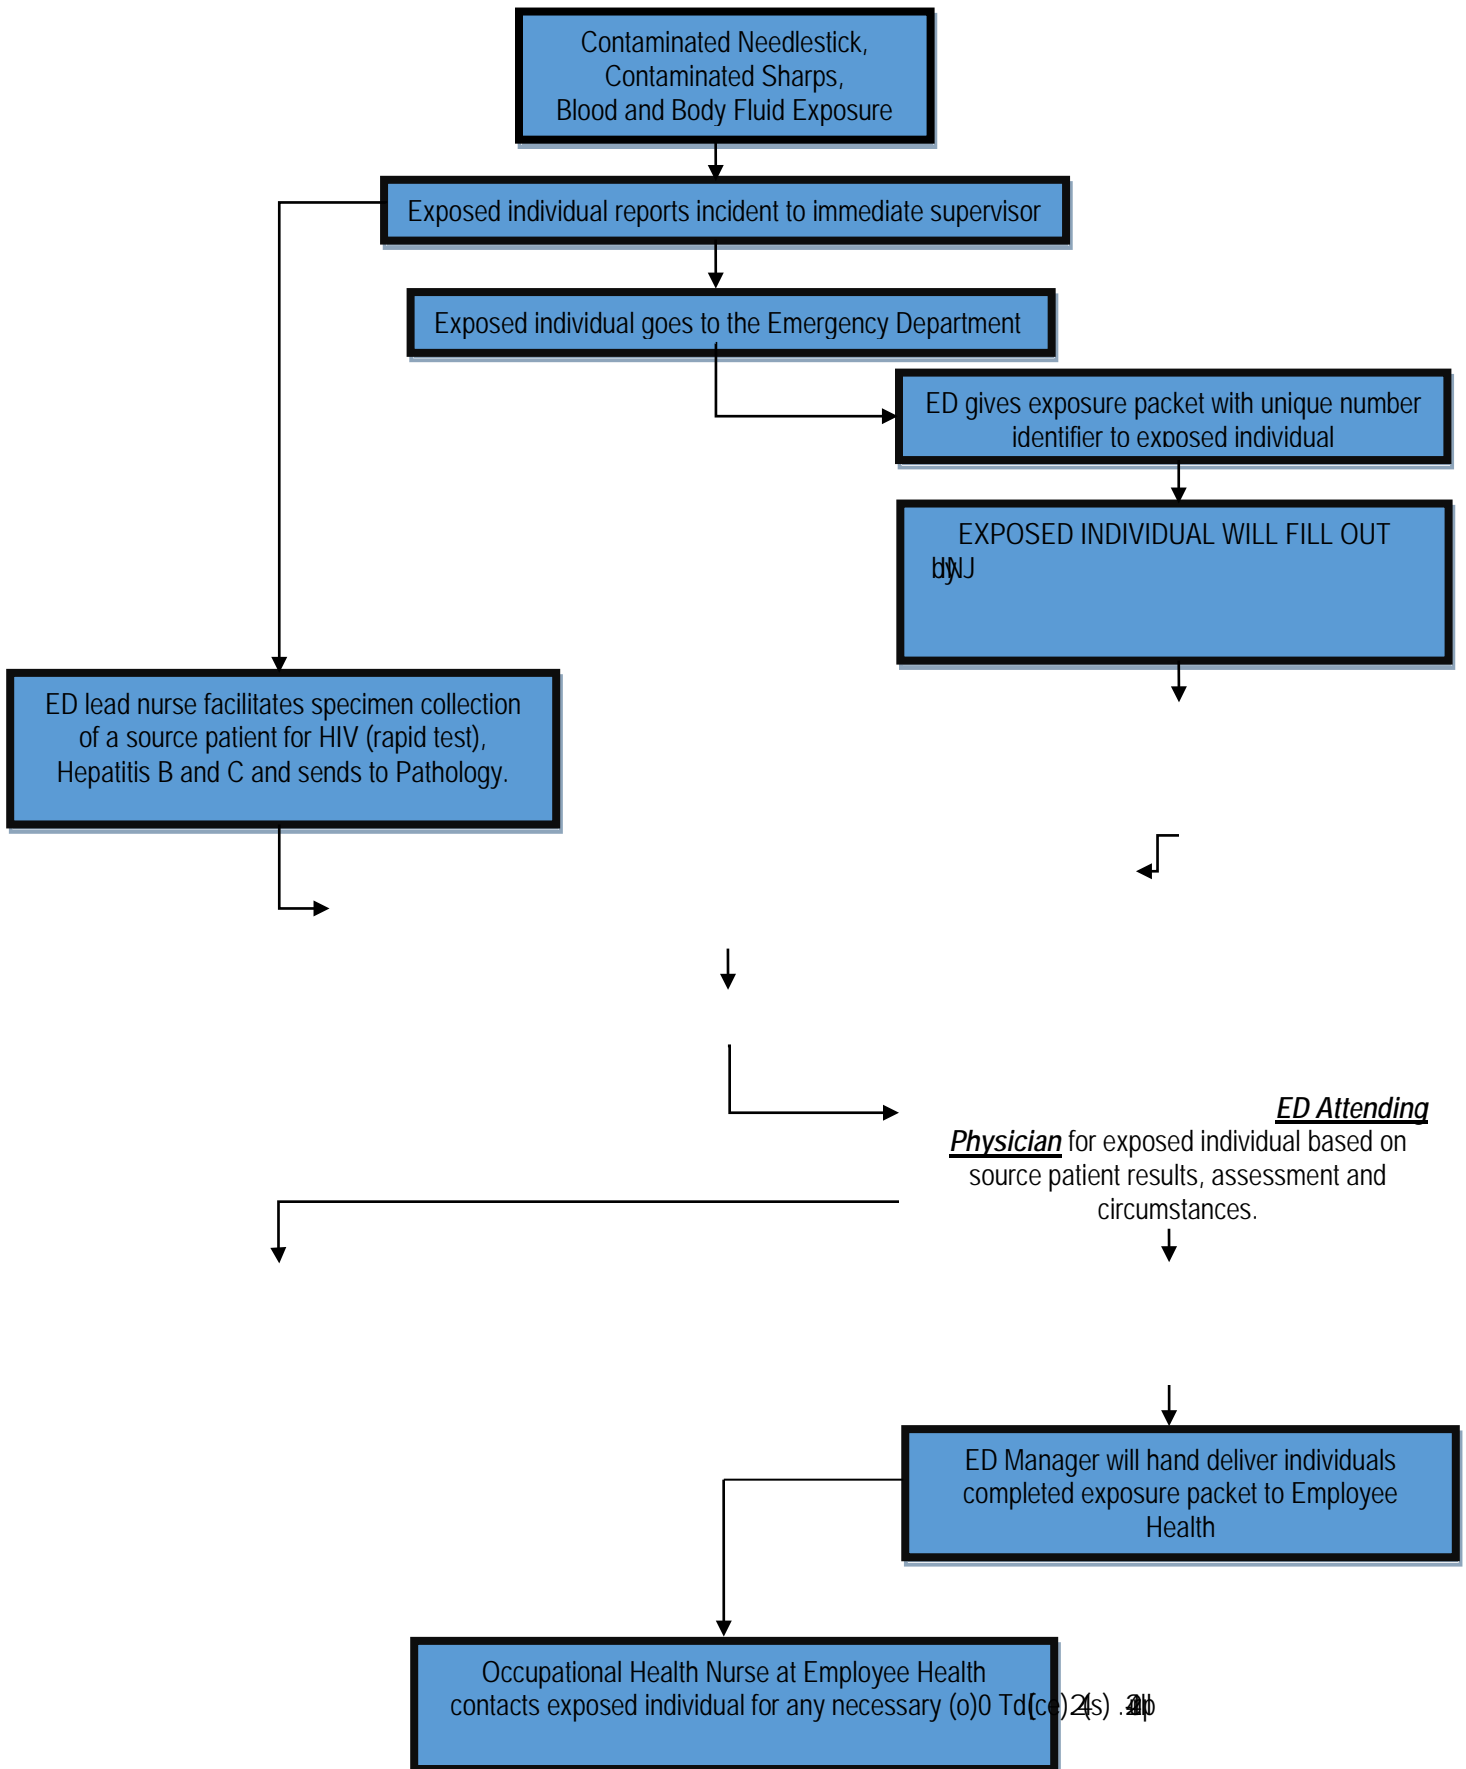 Contaminated Needlestick,
Contaminated Sharps,
Blood and Body Fluid Exposure
Exposed individual reports incident to immediate supervisor
Exposed individual goes to the Emergency Department
ED gives exposure packet with unique number
identifier to exposed individual
EXPOSED INDIVIDUAL WILL FILL OUT
ED lead nurse facilitates specimen collection
of a source patient for HIV (rapid test),
Hepatitis B and C and sends to Pathology.
ED Attending
Physician for exposed individual based on
source patient results, assessment and
circumstances.
ED Manager will hand deliver individuals
completed exposure packet to Employee
Health
Occupational Health Nurse at Employee Health
contacts exposed individual for any necessary (o)0